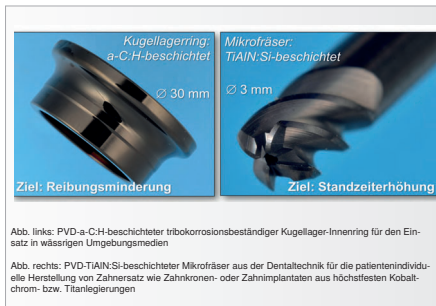 Kugellagerring:
a-C:H-beschichtet
∅ 30 mm
Ziel: Reibungsminderung
Mikrofräser:
TiAlN:Si-beschichtet
∅ 3 mm
Ziel: Standzeiterhöhung
Abb. links: PVD-a-C:H-beschichteter tribokorrosionsbeständiger Kugellager-Innenring für den Ein-
satz in wässrigen Umgebungsmedien
Abb. rechts: PVD-TiAlN:Si-beschichteter Mikrofräser aus der Dentaltechnik für die patientenindividu-
elle Herstellung von Zahnersatz wie Zahnkronen- oder Zahnimplantaten aus höchstfesten Kobalt-
chrom- bzw. Titanlegierungen